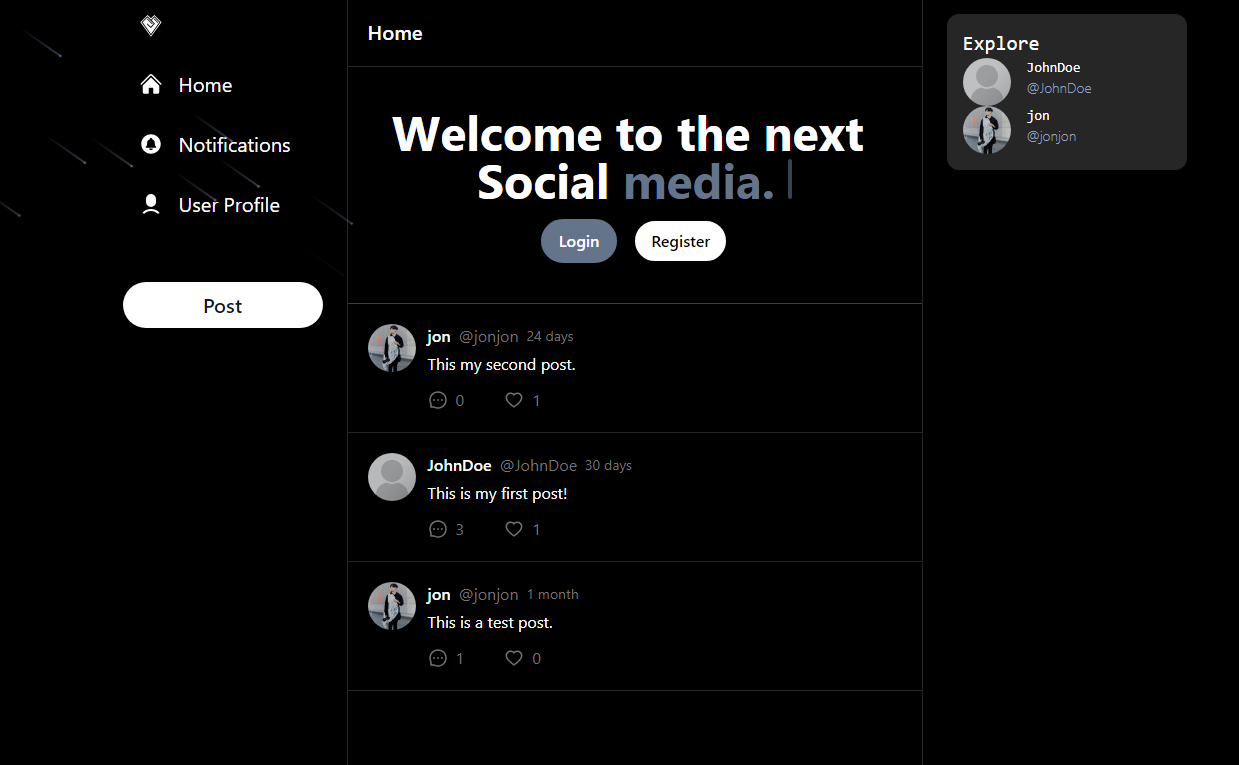 Home
Notifications
User Profile
Post
Home
Welcome to the next
Social media.
Login Register
jon @jonjon 24 days
This my second post.
0 1
JohnDoe @JohnDoe 30 days
This is my first post!
3 1
jon @jonjon 1 month
This is a test post.
1 0
Explore
JohnDoe
@JohnDoe
jon
@jonjon